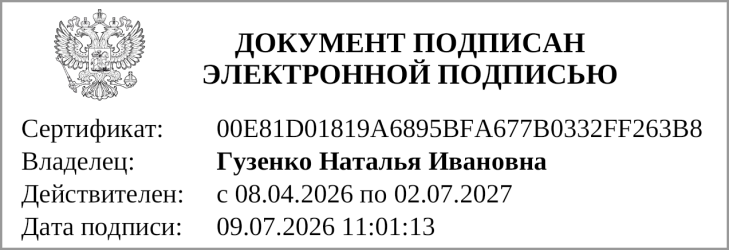 ДОКУМЕНТ ПОДПИСАН
ЭЛЕКТРОННОЙ ПОДПИСЬЮ
Сертификат: 00E81D01819A6895BFA677B0332FF263B8
Владелец: Гузенко Наталья Ивановна
Действителен: с 08.04.2026 по 02.07.2027
Дата подписи: 09.07.2026 11:01:13